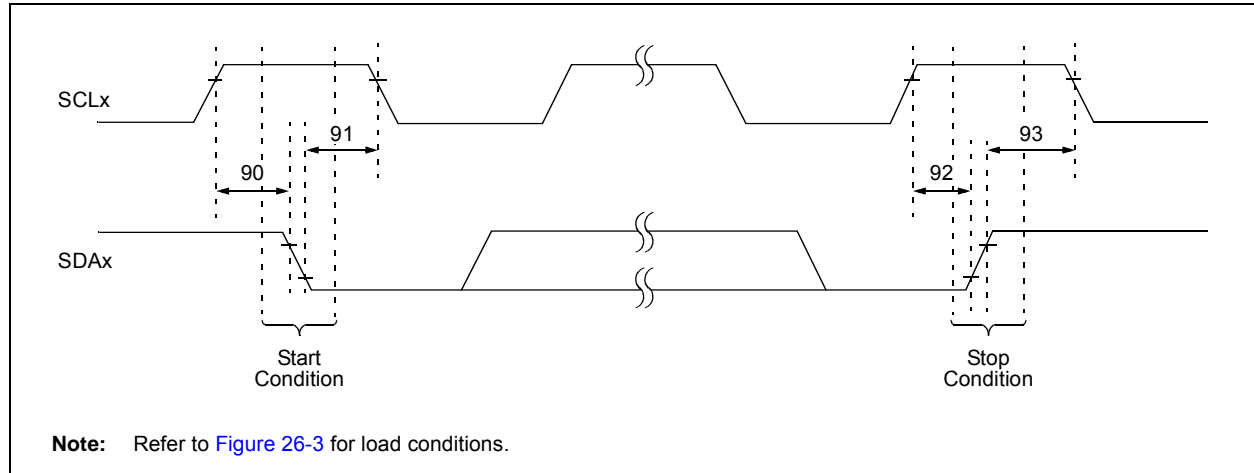 SCLx
91
93
90
92
SDAx
Start
Condition
Stop
Condition
Note: Refer to Figure 26-3 for load conditions.